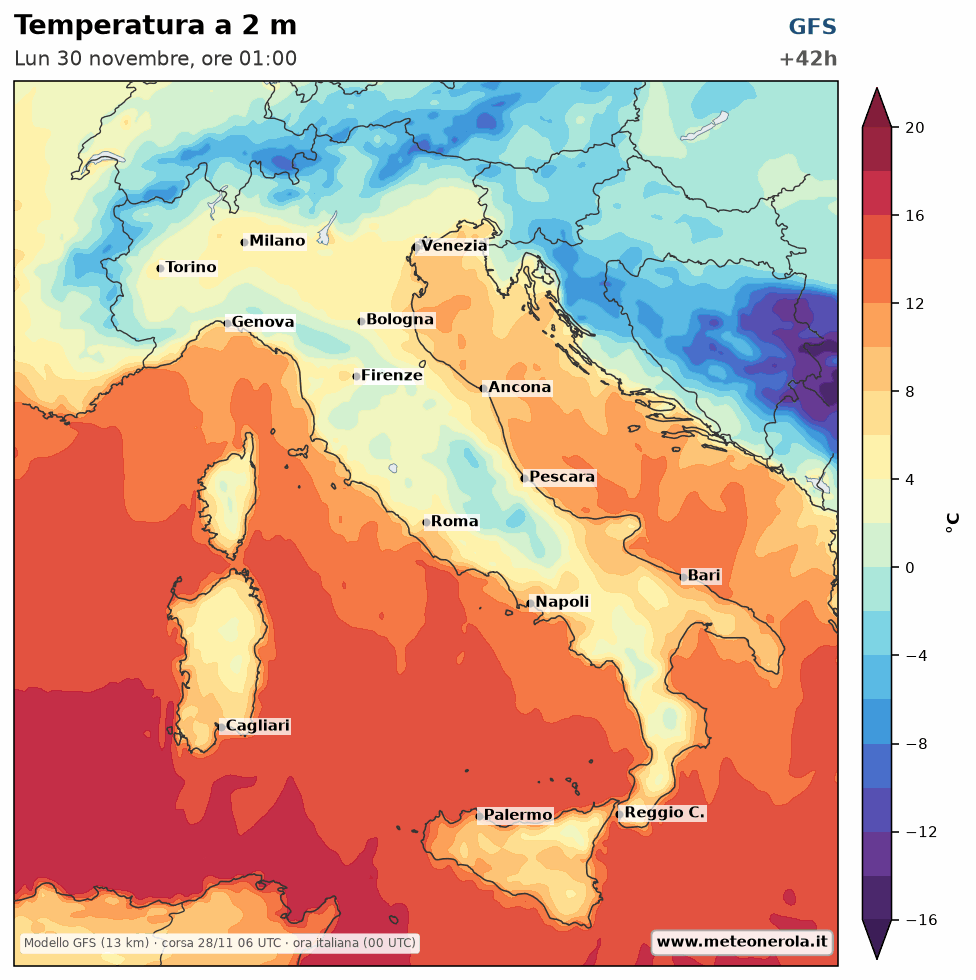 Temperatura a 2 m
GFS
Lun 30 novembre, ore 01:00
+42h
20
16
12
8
4
0
−4
−8
−12
−16
°C
Milano
Venezia
Torino
Genova
Bologna
Firenze
Ancona
Pescara
Roma
Bari
Napoli
Cagliari
Palermo
Reggio C.
Modello GFS (13 km) · corsa 28/11 06 UTC · ora italiana (00 UTC)
www.meteonerola.it